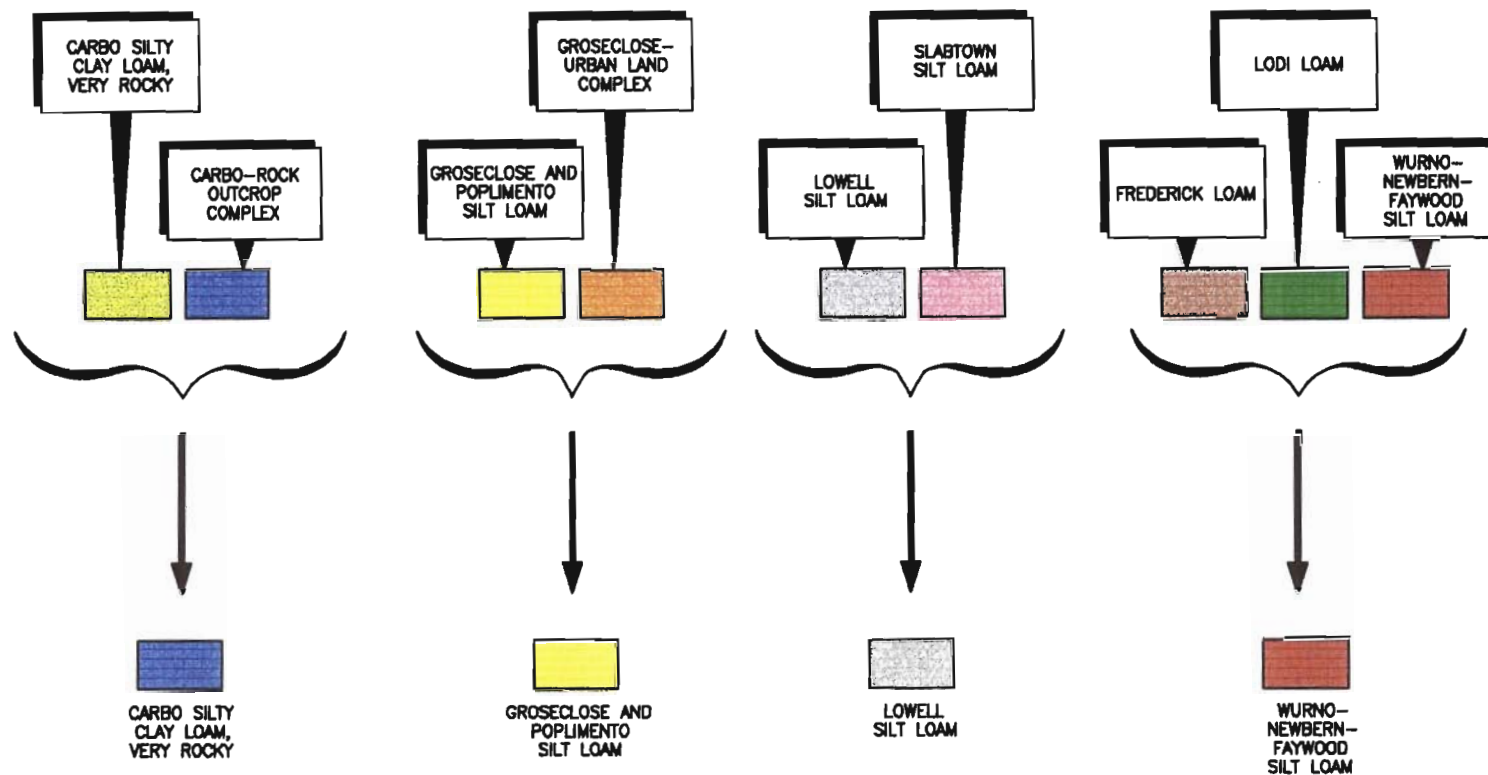 CARBO SILTY
CLAY LOAM,
VERY ROCKY
CARBO-ROCK
OUTCROP
COMPLEX
GROSECLOSE-
URBAN LAND
COMPLEX
GROSECLOSE AND
POPLIMENTO
SILT LOAM
SLABTOWN
SILT LOAM
LOWELL
SILT LOAM
LODI LOAM
FREDERICK LOAM
WURNO-
NEWBERN-
FAYWOOD
SILT LOAM
CARBO SILTY
CLAY LOAM,
VERY ROCKY
GROSECLOSE AND
POPLIMENTO
SILT LOAM
LOWELL
SILT LOAM
WURNO-
NEWBERN-
FAYWOOD
SILT LOAM